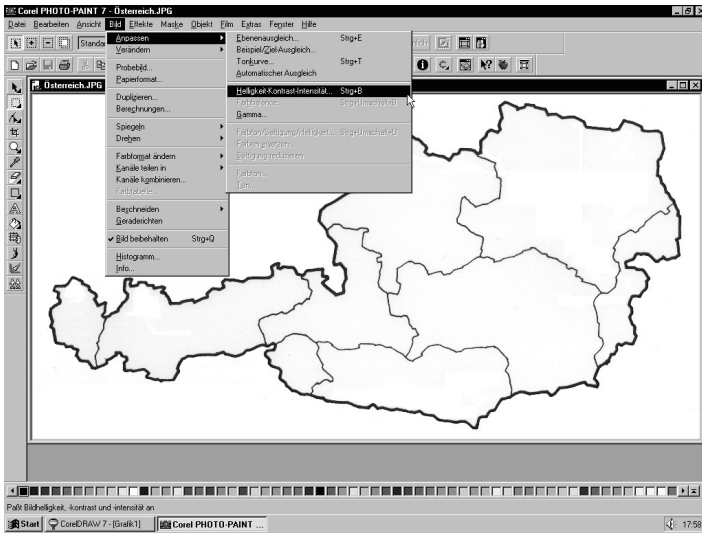 Corel PHOTO-PAINT 7 - Österreich.JPG
Datei Bearbeiten Ansicht Bild Effekte Maske Objekt Film Extras Fenster Hilfe
Standa
Österreich.JPG
Anpassen
Verändern
Probebild...
Papierformat...
Duplizieren...
Berechnungen...
Spiegeln
Drehen
Farbformat ändern
Kanäle teilen in
Kanäle kombinieren...
Farbtabelle...
Beschneiden
Geraderichten
Bild beibehalten Strg+Q
Histogramm...
Info...
Ebenenausgleich... Strg+E
Beispiel/Ziel-Ausgleich...
Tonkurve... Strg+T
Automatischer Ausgleich
Helligkeit-Kontrast-Intensität... Strg+B
Farbbalance... Strg+Umschalt+B
Gamma...
Farbton/Sättigung/Helligkeit... Strg+Umschalt+U
Farben ersetzen...
Sättigung reduzieren
Farbton...
Ton...
Paßt Bildhelligkeit, -kontrast und -intensität an
Start CorelDRAW 7 - [Grafik1] Corel PHOTO-PAINT ... 17:58